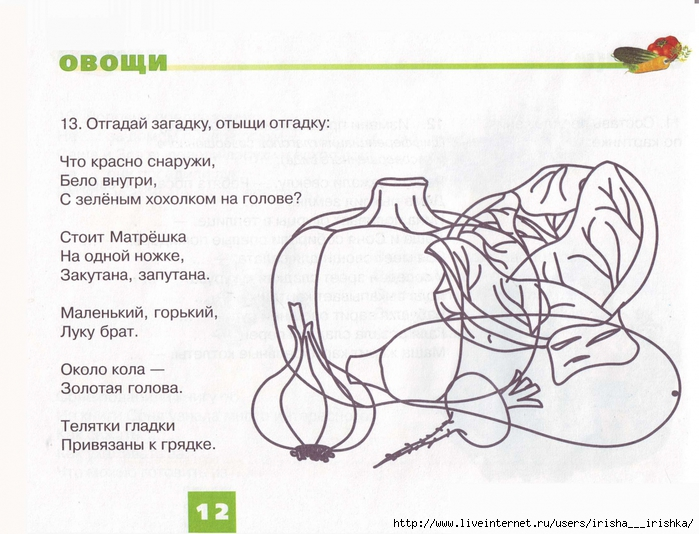 ОВОЩИ
13. Отгадай загадку, отыщи отгадку:
Что красно снаружи,
Бело внутри,
С зелёным хохолком на голове?
Стоит Матрёшка
На одной ножке,
Закутана, запутана.
Маленький, горький,
Луку брат.
Около кола —
Золотая голова.
Телятки гладки
Привязаны к грядке.
12
http://www.liveinternet.ru/users/irisha___irishka/